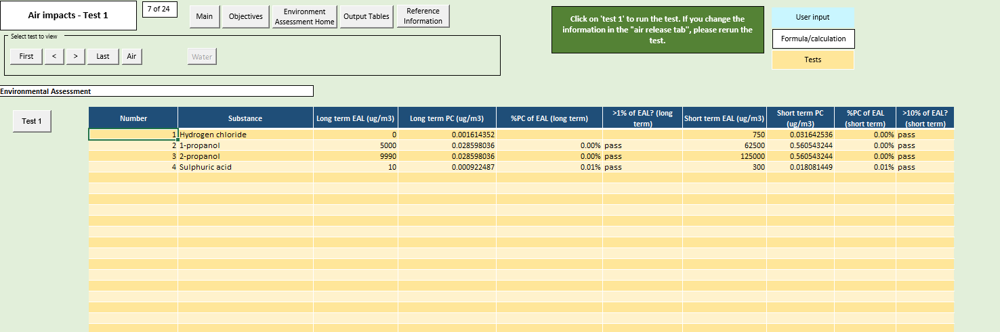 Air impacts - Test 1
7 of 24
Main
Objectives
Environment
Assessment Home
Output Tables
Reference
Information
Click on 'test 1' to run the test. If you change the
information in the "air release tab", please rerun the
test.
User input
Formula/calculation
Tests
Select test to view
First
<
>
Last
Air
Water
Environmental Assessment
Test 1
Number Substance Long term EAL (ug/m3) Long term PC (ug/m3) %PC of EAL (long term) >1% of EAL? (long term) Short term EAL (ug/m3) Short term PC (ug/m3) %PC of EAL (short term) >10% of EAL? (short term)
1 Hydrogen chloride 0 0.001614352 750 0.031642536 0.00% pass
2 1-propanol 5000 0.028598036 0.00% pass 62500 0.560543244 0.00% pass
3 2-propanol 9990 0.028598036 0.00% pass 125000 0.560543244 0.00% pass
4 Sulphuric acid 10 0.000922487 0.01% pass 300 0.018081449 0.01% pass